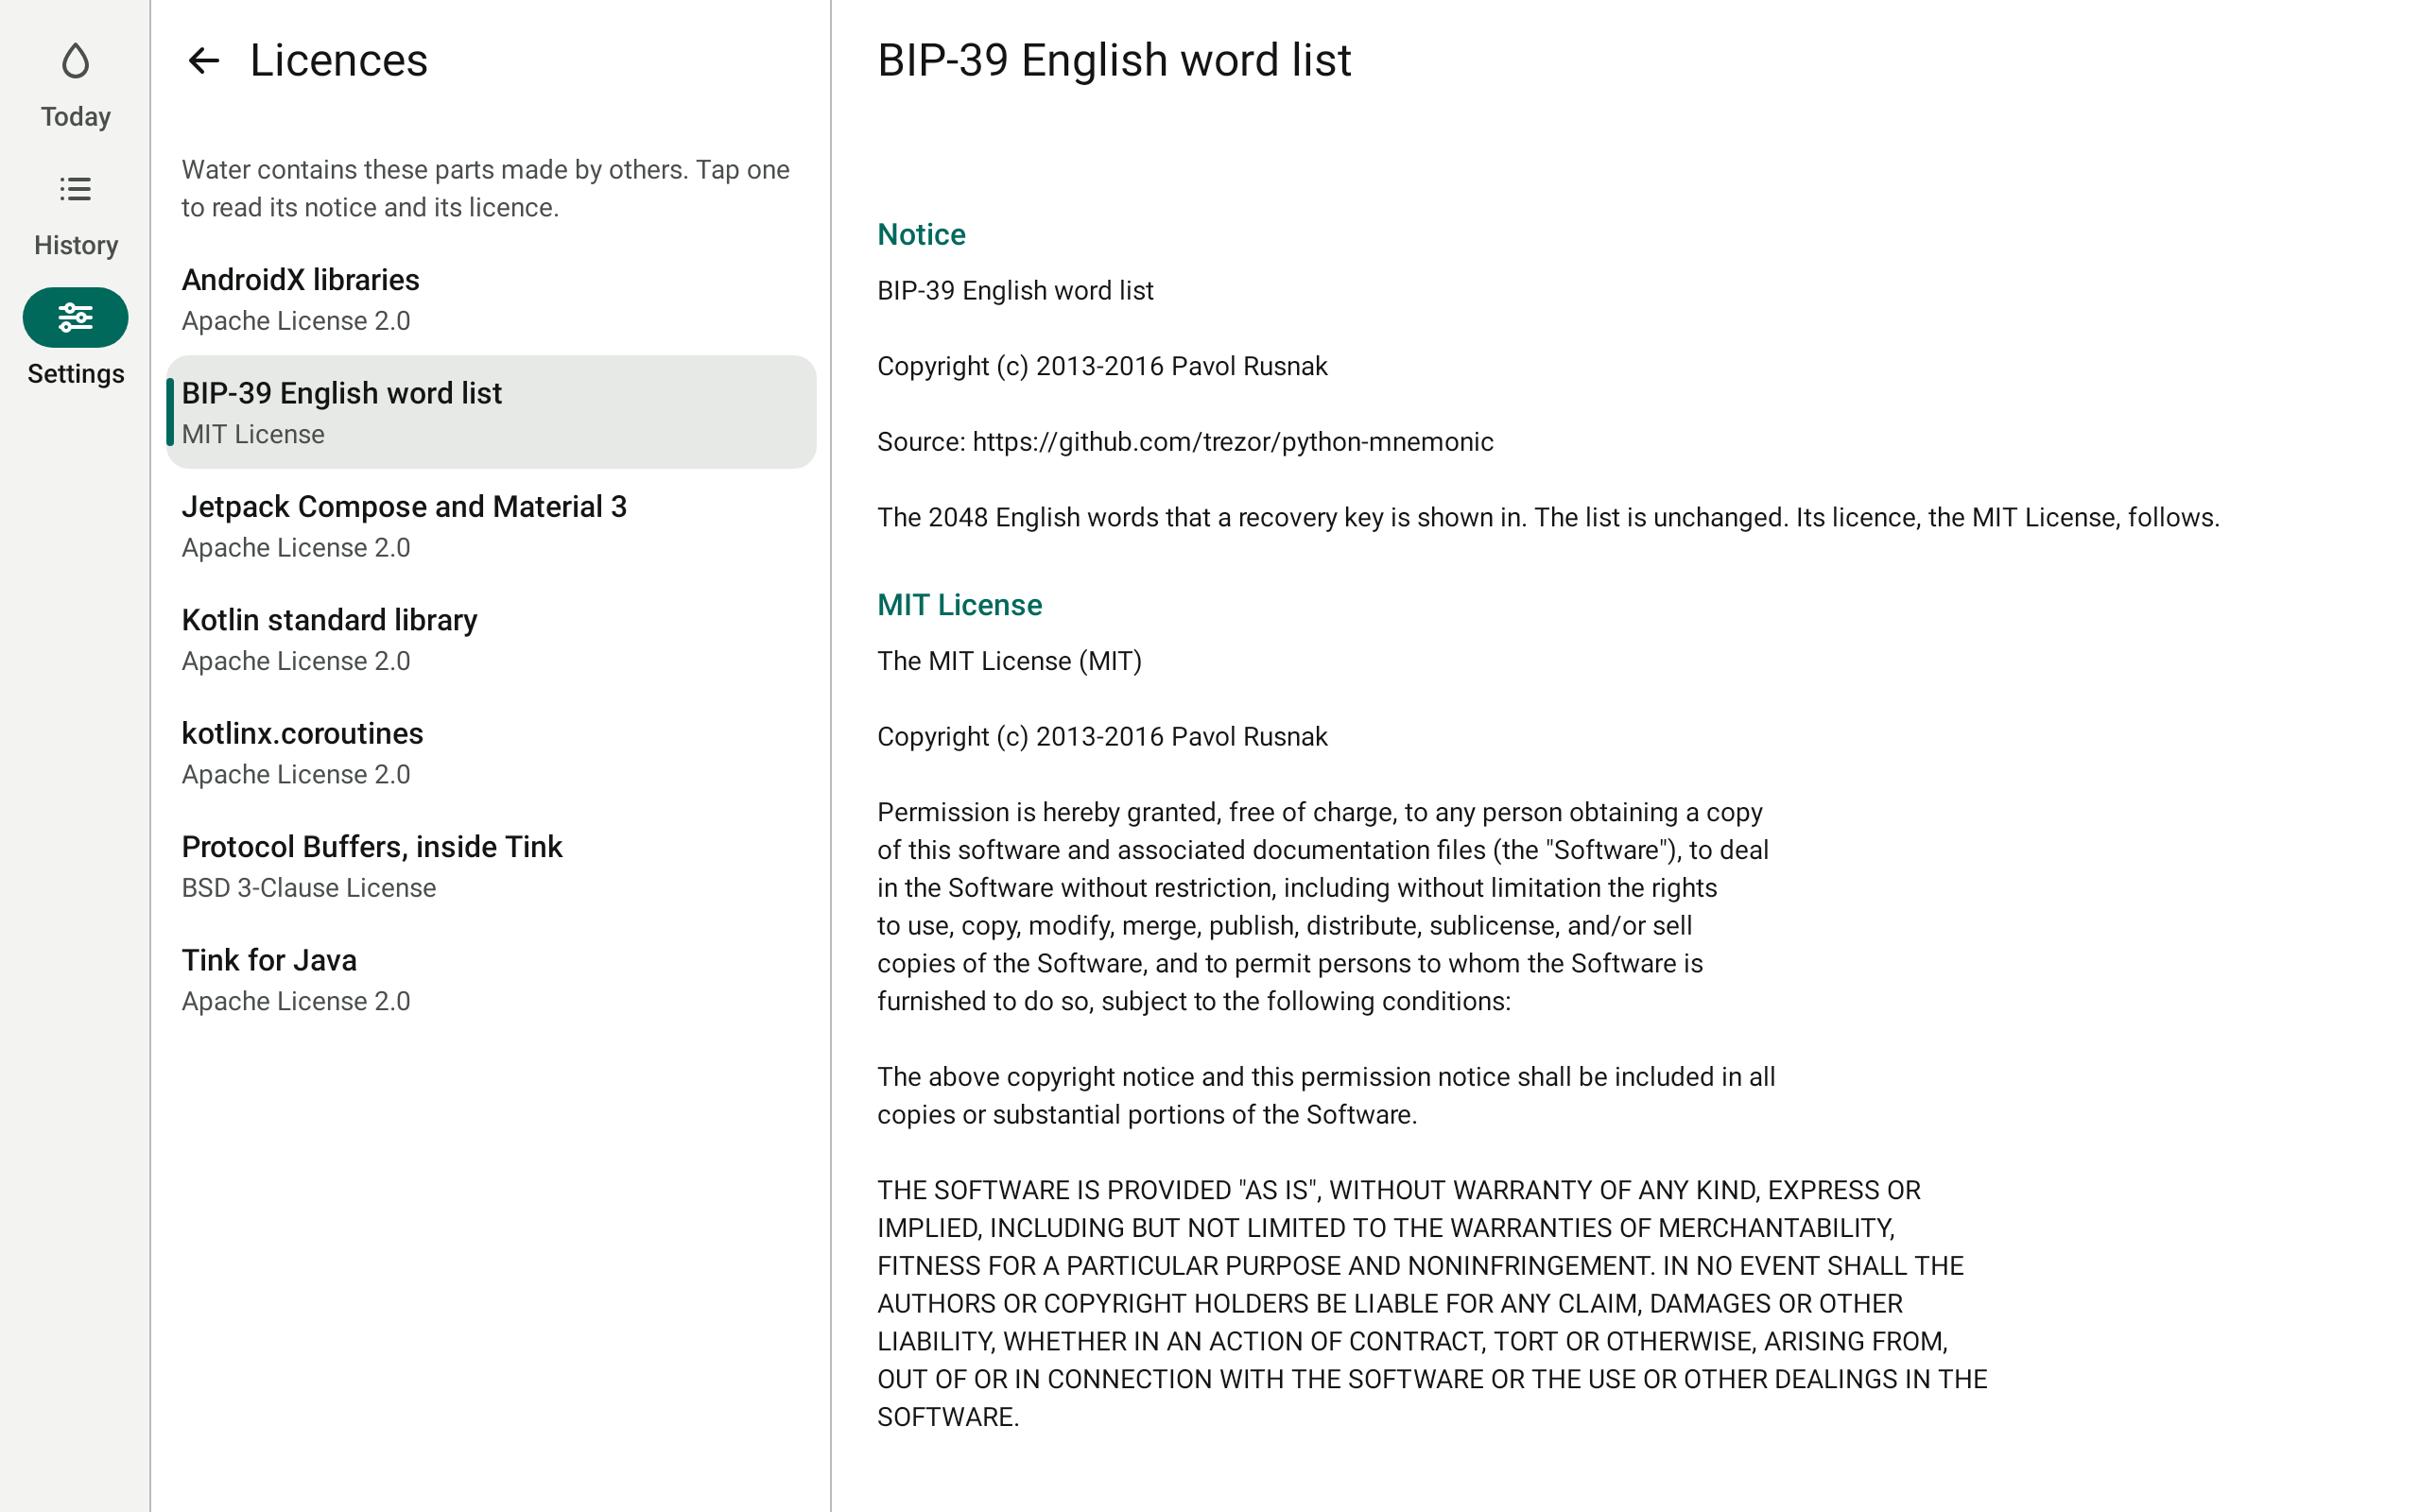 Today
History
Settings
Licences
Water contains these parts made by others. Tap one
to read its notice and its licence.
AndroidX libraries
Apache License 2.0
BIP-39 English word list
MIT License
Jetpack Compose and Material 3
Apache License 2.0
Kotlin standard library
Apache License 2.0
kotlinx.coroutines
Apache License 2.0
Protocol Buffers, inside Tink
BSD 3-Clause License
Tink for Java
Apache License 2.0
BIP-39 English word list
Notice
BIP-39 English word list
Copyright (c) 2013-2016 Pavol Rusnak
Source: https://github.com/trezor/python-mnemonic
The 2048 English words that a recovery key is shown in. The list is unchanged. Its licence, the MIT License, follows.
MIT License
The MIT License (MIT)
Copyright (c) 2013-2016 Pavol Rusnak
Permission is hereby granted, free of charge, to any person obtaining a copy
of this software and associated documentation files (the "Software"), to deal
in the Software without restriction, including without limitation the rights
to use, copy, modify, merge, publish, distribute, sublicense, and/or sell
copies of the Software, and to permit persons to whom the Software is
furnished to do so, subject to the following conditions:
The above copyright notice and this permission notice shall be included in all
copies or substantial portions of the Software.
THE SOFTWARE IS PROVIDED "AS IS", WITHOUT WARRANTY OF ANY KIND, EXPRESS OR
IMPLIED, INCLUDING BUT NOT LIMITED TO THE WARRANTIES OF MERCHANTABILITY,
FITNESS FOR A PARTICULAR PURPOSE AND NONINFRINGEMENT. IN NO EVENT SHALL THE
AUTHORS OR COPYRIGHT HOLDERS BE LIABLE FOR ANY CLAIM, DAMAGES OR OTHER
LIABILITY, WHETHER IN AN ACTION OF CONTRACT, TORT OR OTHERWISE, ARISING FROM,
OUT OF OR IN CONNECTION WITH THE SOFTWARE OR THE USE OR OTHER DEALINGS IN THE
SOFTWARE.